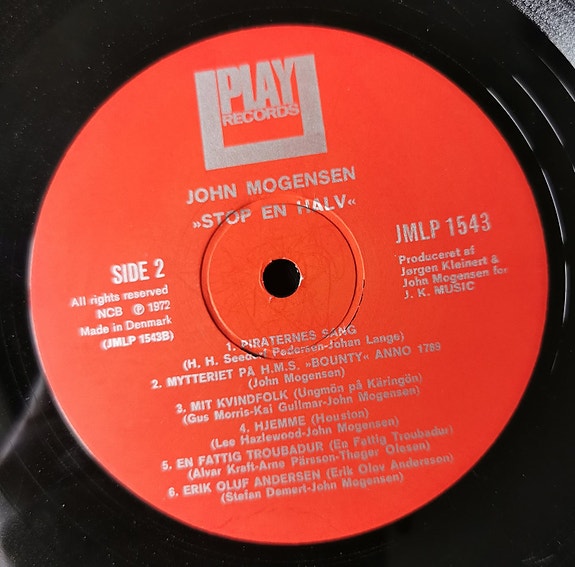 PLAY
RECORDS
JOHN MOGENSEN
»STOP EN HALV«
JMLP 1543
SIDE 2
All rights reserved
NCB ℗ 1972
Made in Denmark
(JMLP 1543B)
Produceret af
Jørgen Kleinert &
John Mogensen for
J. K. MUSIC
1. PIRATERNES SANG
(H. H. Seedorf Pedersen-Johan Lange)
2. MYTTERIET PÅ H.M.S. »BOUNTY« ANNO 1789
(John Mogensen)
3. MIT KVINDFOLK (Ungmön på Käringön)
(Gus Morris-Kai Gullmar-John Mogensen)
4. HJEMME (Houston)
(Lee Hazlewood-John Mogensen)
5. EN FATTIG TROUBADUR (En Fattig Troubadur)
(Alvar Kraft-Arne Pärsson-Thøger Olesen)
6. ERIK OLUF ANDERSEN (Erik Olov Andersson)
(Stefan Demert-John Mogensen)